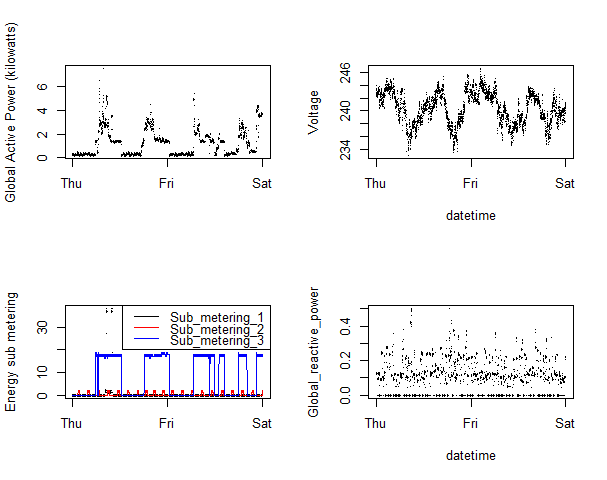 Global Active Power (kilowatts)
6
4
2
0
Thu
Fri
Sat
Voltage
246
240
234
Thu
Fri
Sat
datetime
Energy sub metering
30
10
0
Sub_metering_1
Sub_metering_2
Sub_metering_3
Thu
Fri
Sat
Global_reactive_power
0.4
0.2
0.0
Thu
Fri
Sat
datetime